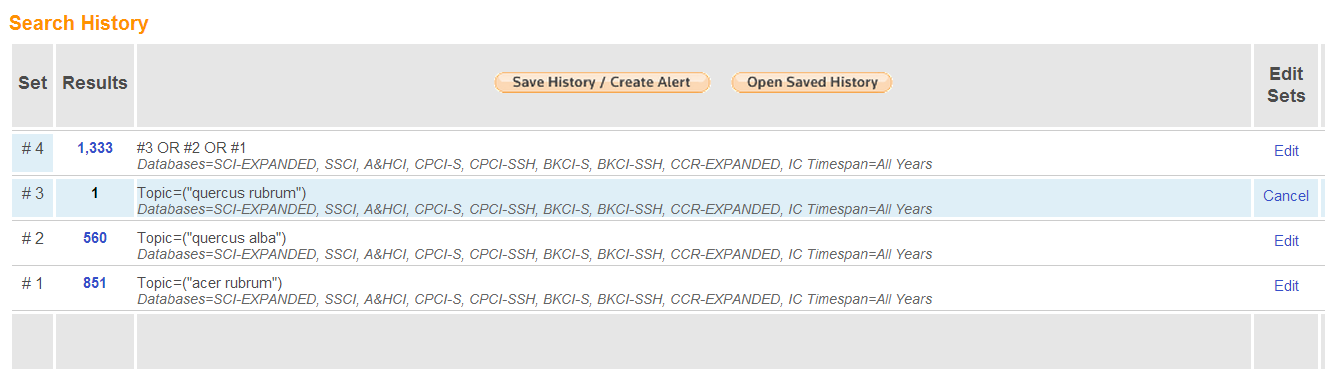 Search History
Set Results Save History / Create Alert Open Saved History Edit Sets
# 4 1,333 #3 OR #2 OR #1 Edit
Databases=SCI-EXPANDED, SSCI, A&HCI, CPCI-S, CPCI-SSH, BKCI-S, BKCI-SSH, CCR-EXPANDED, IC Timespan=All Years
# 3 1 Topic=("quercus rubrum") Cancel
Databases=SCI-EXPANDED, SSCI, A&HCI, CPCI-S, CPCI-SSH, BKCI-S, BKCI-SSH, CCR-EXPANDED, IC Timespan=All Years
# 2 560 Topic=("quercus alba") Edit
Databases=SCI-EXPANDED, SSCI, A&HCI, CPCI-S, CPCI-SSH, BKCI-S, BKCI-SSH, CCR-EXPANDED, IC Timespan=All Years
# 1 851 Topic=("acer rubrum") Edit
Databases=SCI-EXPANDED, SSCI, A&HCI, CPCI-S, CPCI-SSH, BKCI-S, BKCI-SSH, CCR-EXPANDED, IC Timespan=All Years